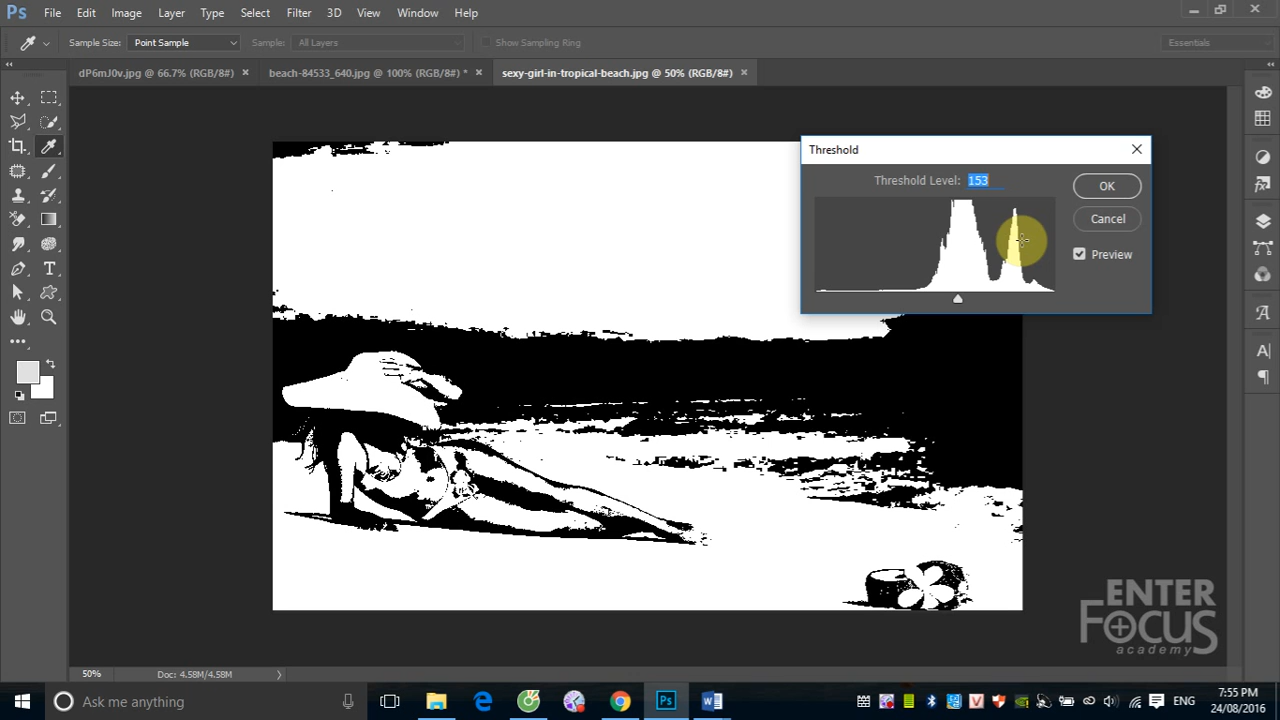 Ps File Edit Image Layer Type Select Filter 3D View Window Help
Sample Size: Point Sample Sample: All Layers Show Sampling Ring Essentials
dP6mJ0v.jpg @ 66.7% (RGB/8#) × beach-84533_640.jpg @ 100% (RGB/8#) * × sexy-girl-in-tropical-beach.jpg @ 50% (RGB/8#) ×
Threshold
Threshold Level: 153
OK
Cancel
Preview
ENTER
FOCUS
academy
50% Doc: 4.58M/4.58M
Ask me anything
ENG
7:55 PM
24/08/2016